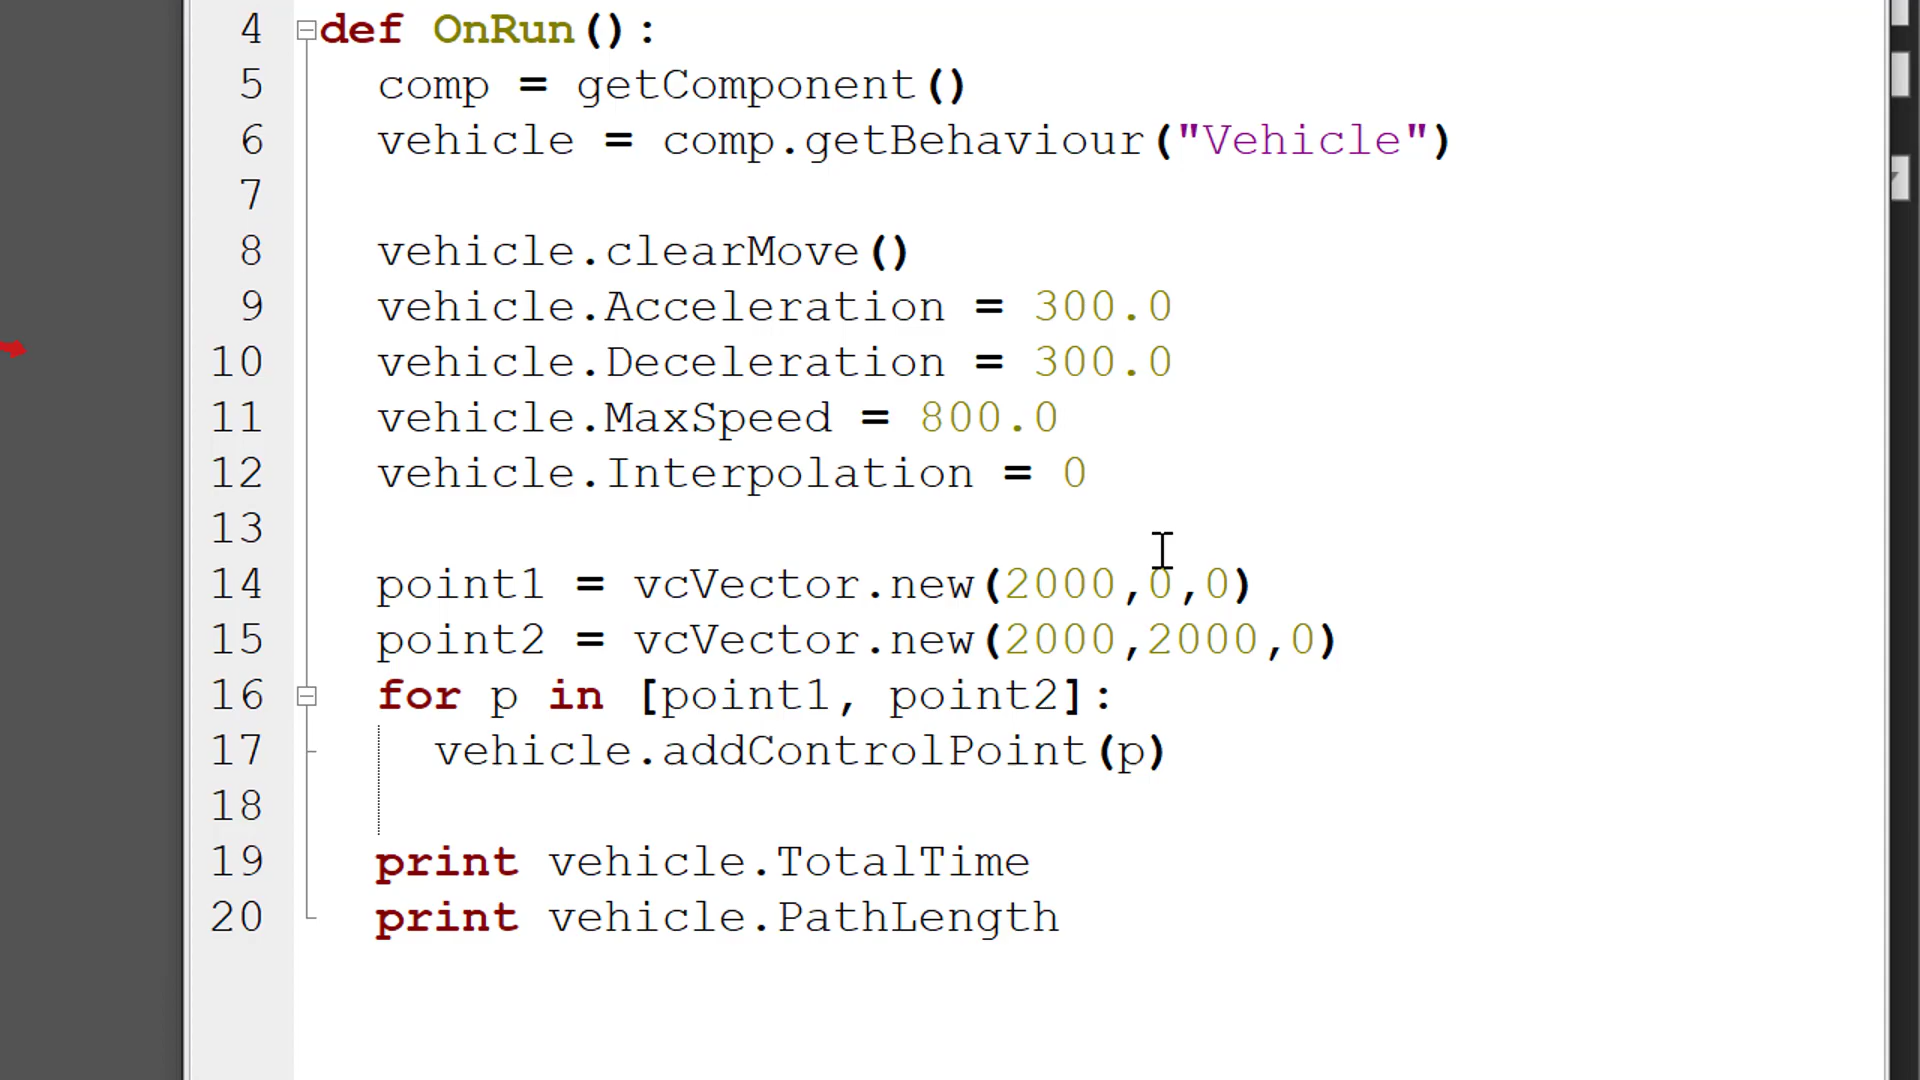 4 def OnRun():
5 comp = getComponent()
6 vehicle = comp.getBehaviour("Vehicle")
7
8 vehicle.clearMove()
9 vehicle.Acceleration = 300.0
10 vehicle.Deceleration = 300.0
11 vehicle.MaxSpeed = 800.0
12 vehicle.Interpolation = 0
13
14 point1 = vcVector.new(2000,0,0)
15 point2 = vcVector.new(2000,2000,0)
16 for p in [point1, point2]:
17 vehicle.addControlPoint(p)
18
19 print vehicle.TotalTime
20 print vehicle.PathLength